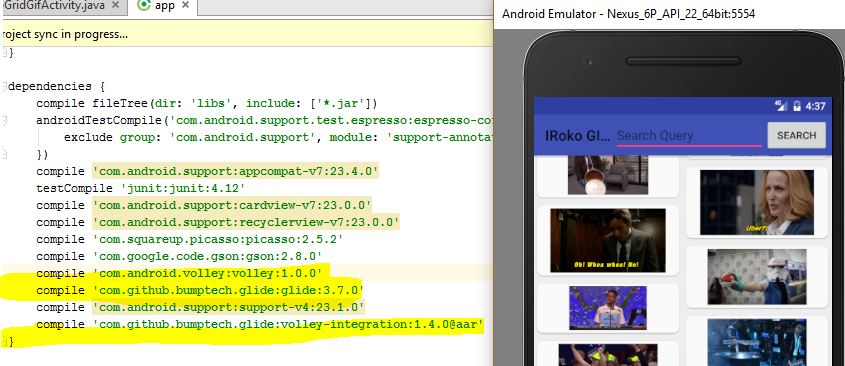 GridGifActivity.java × app ×
roject sync in progress...
}
dependencies {
compile fileTree(dir: 'libs', include: ['*.jar'])
androidTestCompile('com.android.support.test.espresso:espresso-co
exclude group: 'com.android.support', module: 'support-annota
})
compile 'com.android.support:appcompat-v7:23.4.0'
testCompile 'junit:junit:4.12'
compile 'com.android.support:cardview-v7:23.0.0'
compile 'com.android.support:recyclerview-v7:23.0.0'
compile 'com.squareup.picasso:picasso:2.5.2'
compile 'com.google.code.gson:gson:2.8.0'
compile 'com.android.volley:volley:1.0.0'
compile 'com.github.bumptech.glide:glide:3.7.0'
compile 'com.android.support:support-v4:23.1.0'
compile 'com.github.bumptech.glide:volley-integration:1.4.0@aar'
}
Android Emulator - Nexus_6P_API_22_64bit:5554
4G 4:37
IRoko GI... Search Query SEARCH
Uber?
Oh! Whea whea! No!